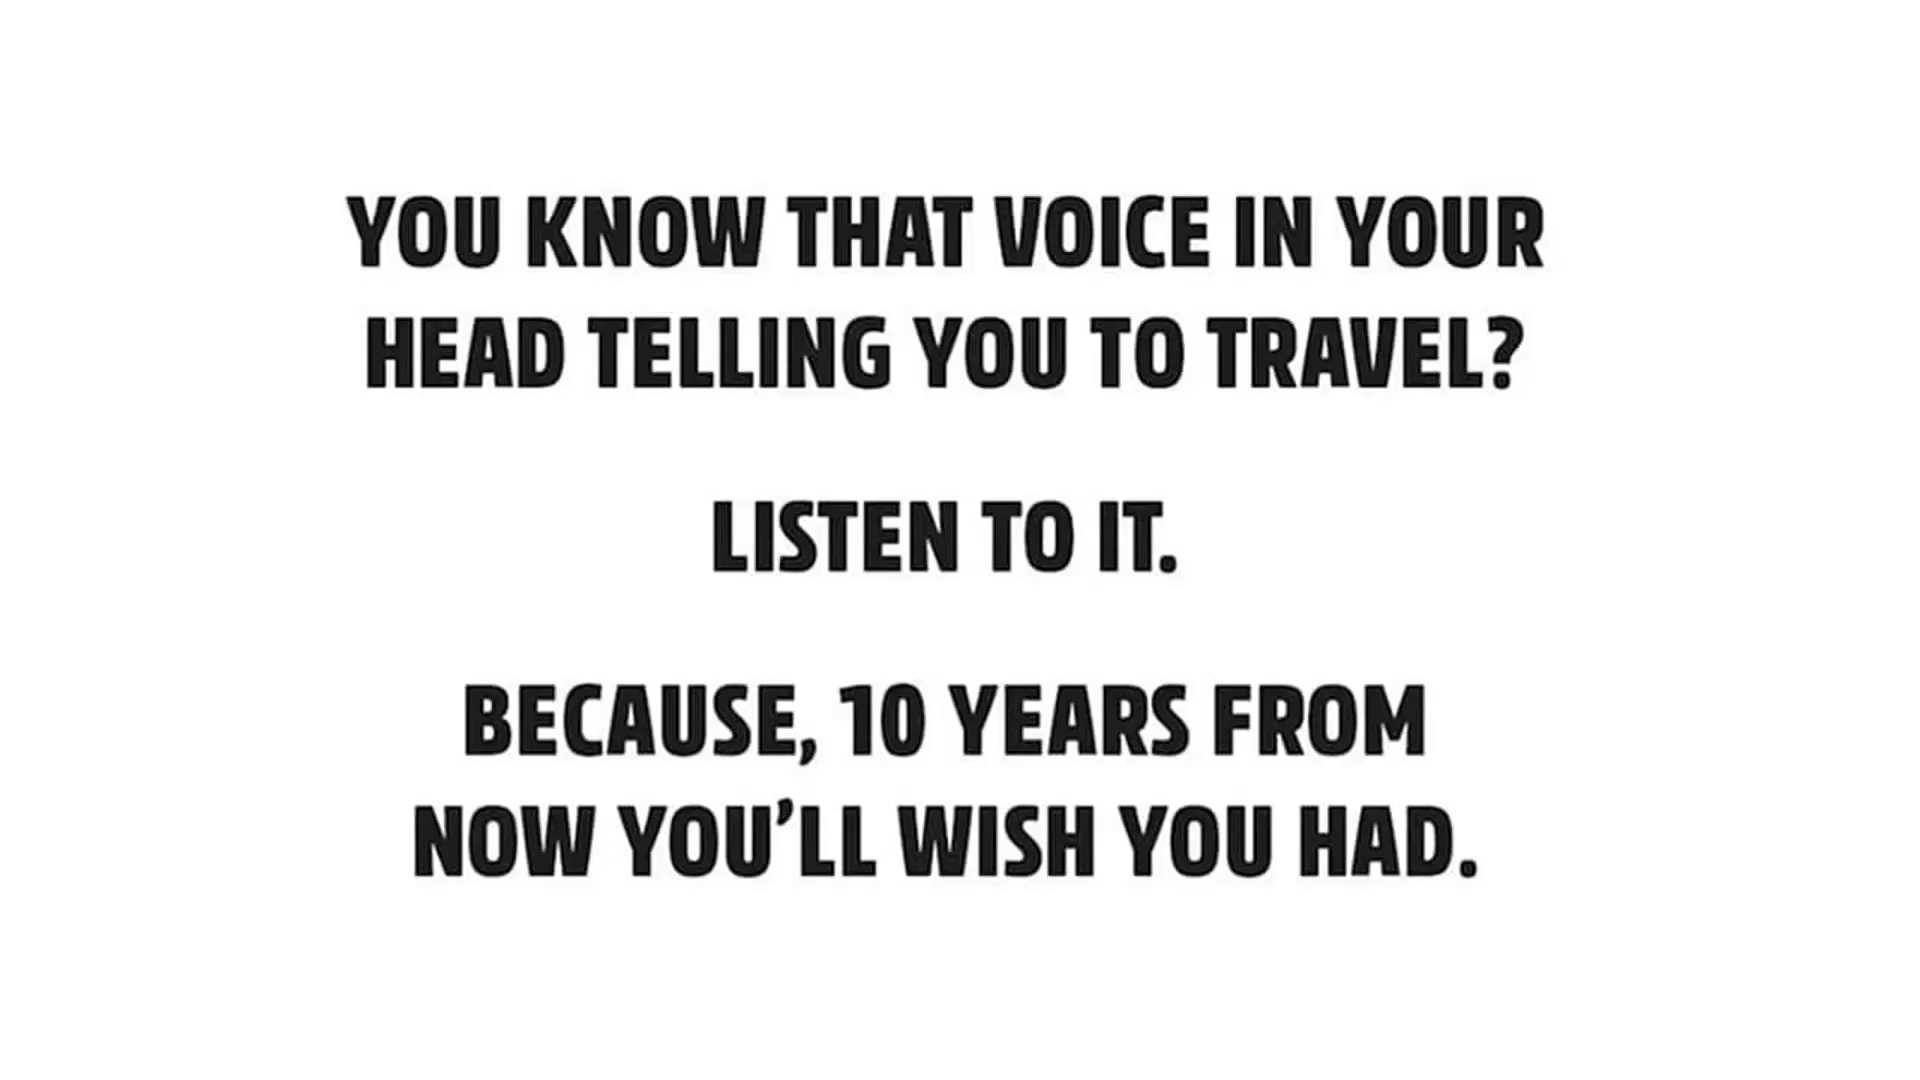 YOU KNOW THAT VOICE IN YOUR
HEAD TELLING YOU TO TRAVEL?
LISTEN TO IT.
BECAUSE, 10 YEARS FROM
NOW YOU’LL WISH YOU HAD.